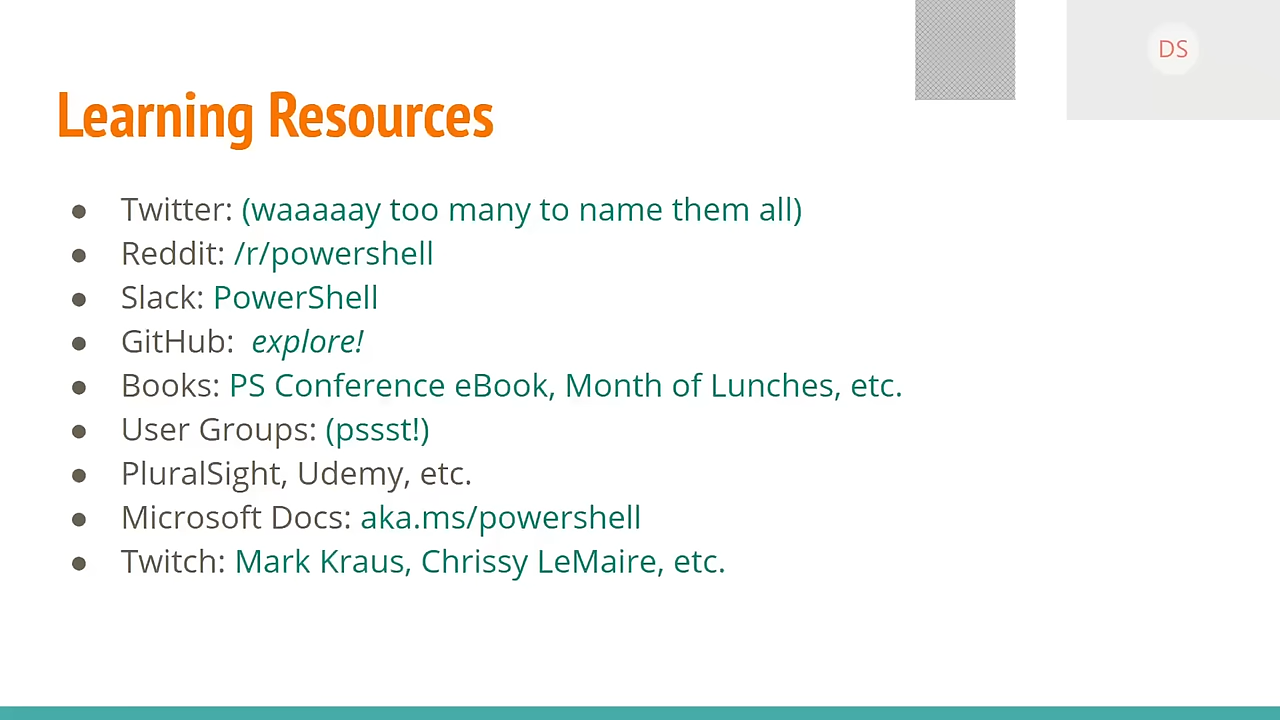 DS
Learning Resources
● Twitter: (waaaaay too many to name them all)
● Reddit: /r/powershell
● Slack: PowerShell
● GitHub: explore!
● Books: PS Conference eBook, Month of Lunches, etc.
● User Groups: (pssst!)
● PluralSight, Udemy, etc.
● Microsoft Docs: aka.ms/powershell
● Twitch: Mark Kraus, Chrissy LeMaire, etc.